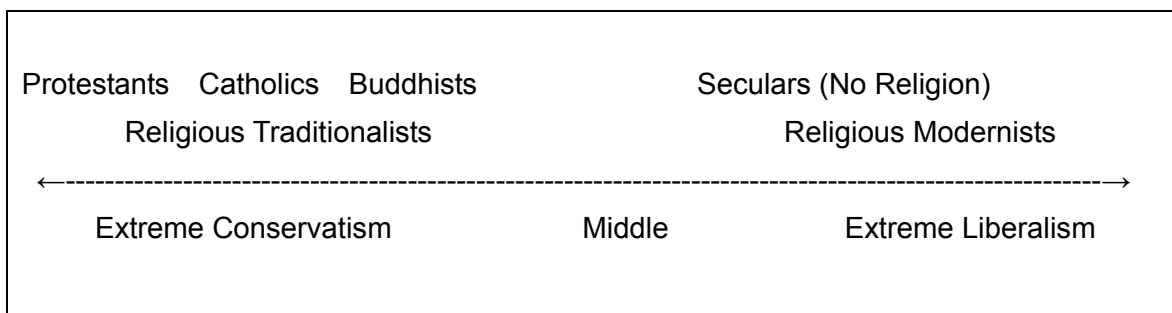 Protestants Catholics Buddhists Seculars (No Religion)
Religious Traditionalists Religious Modernists
←---------------------------------------------------------------------------------------------------------→
Extreme Conservatism Middle Extreme Liberalism